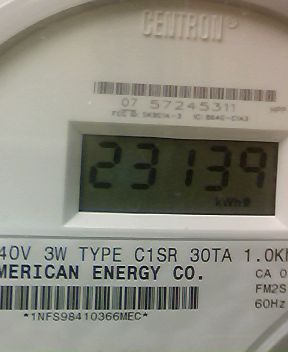 CENTRON®
07 57245311
23139
kWh
40V 3W TYPE C1SR 30TA 1.0K
MERICAN ENERGY CO.
CA 0
FM2S
60Hz
*1NFS98410366MEC*